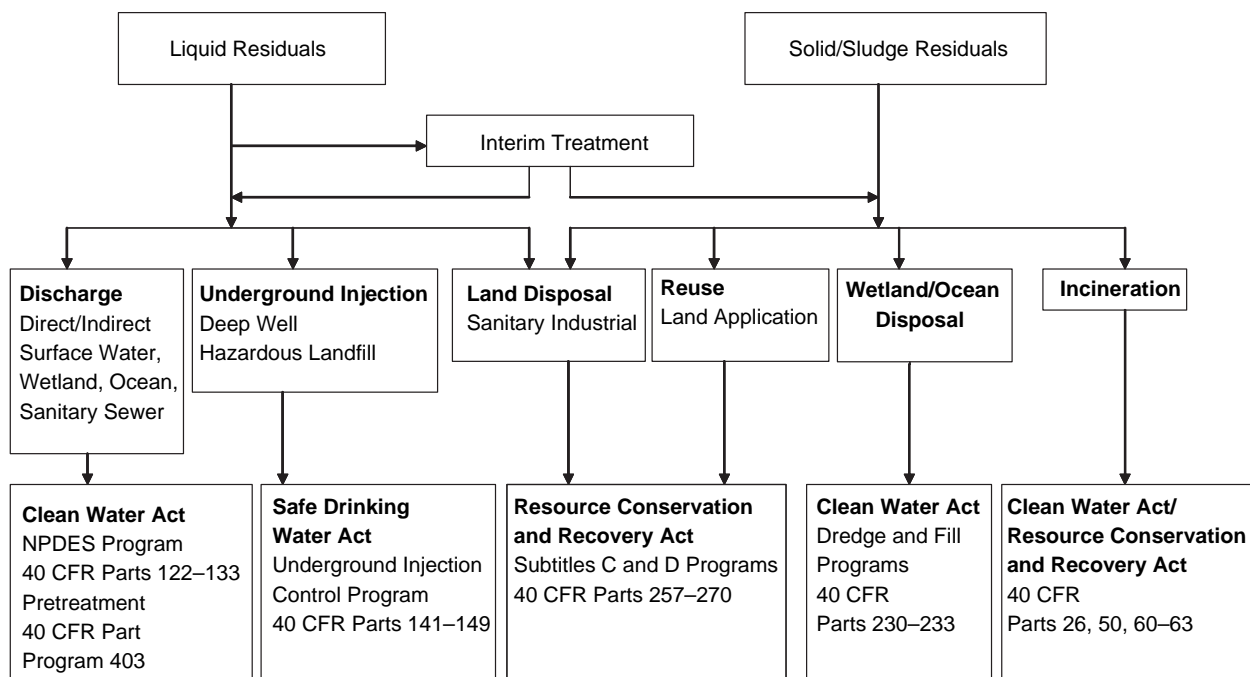 Liquid Residuals
Solid/Sludge Residuals
Interim Treatment
Discharge
Direct/Indirect
Surface Water,
Wetland, Ocean,
Sanitary Sewer
Underground Injection
Deep Well
Hazardous Landfill
Land Disposal
Sanitary Industrial
Reuse
Land Application
Wetland/Ocean
Disposal
Incineration
Clean Water Act
NPDES Program
40 CFR Parts 122–133
Pretreatment
40 CFR Part
Program 403
Safe Drinking
Water Act
Underground Injection
Control Program
40 CFR Parts 141–149
Resource Conservation
and Recovery Act
Subtitles C and D Programs
40 CFR Parts 257–270
Clean Water Act
Dredge and Fill
Programs
40 CFR
Parts 230–233
Clean Water Act/
Resource Conservation
and Recovery Act
40 CFR
Parts 26, 50, 60–63